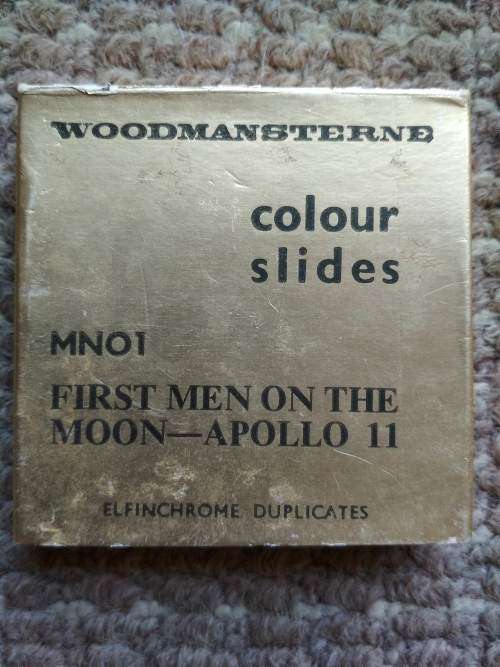 WOODMANSTERNE
colour
slides
MN01
FIRST MEN ON THE
MOON—APOLLO 11
ELFINCHROME DUPLICATES